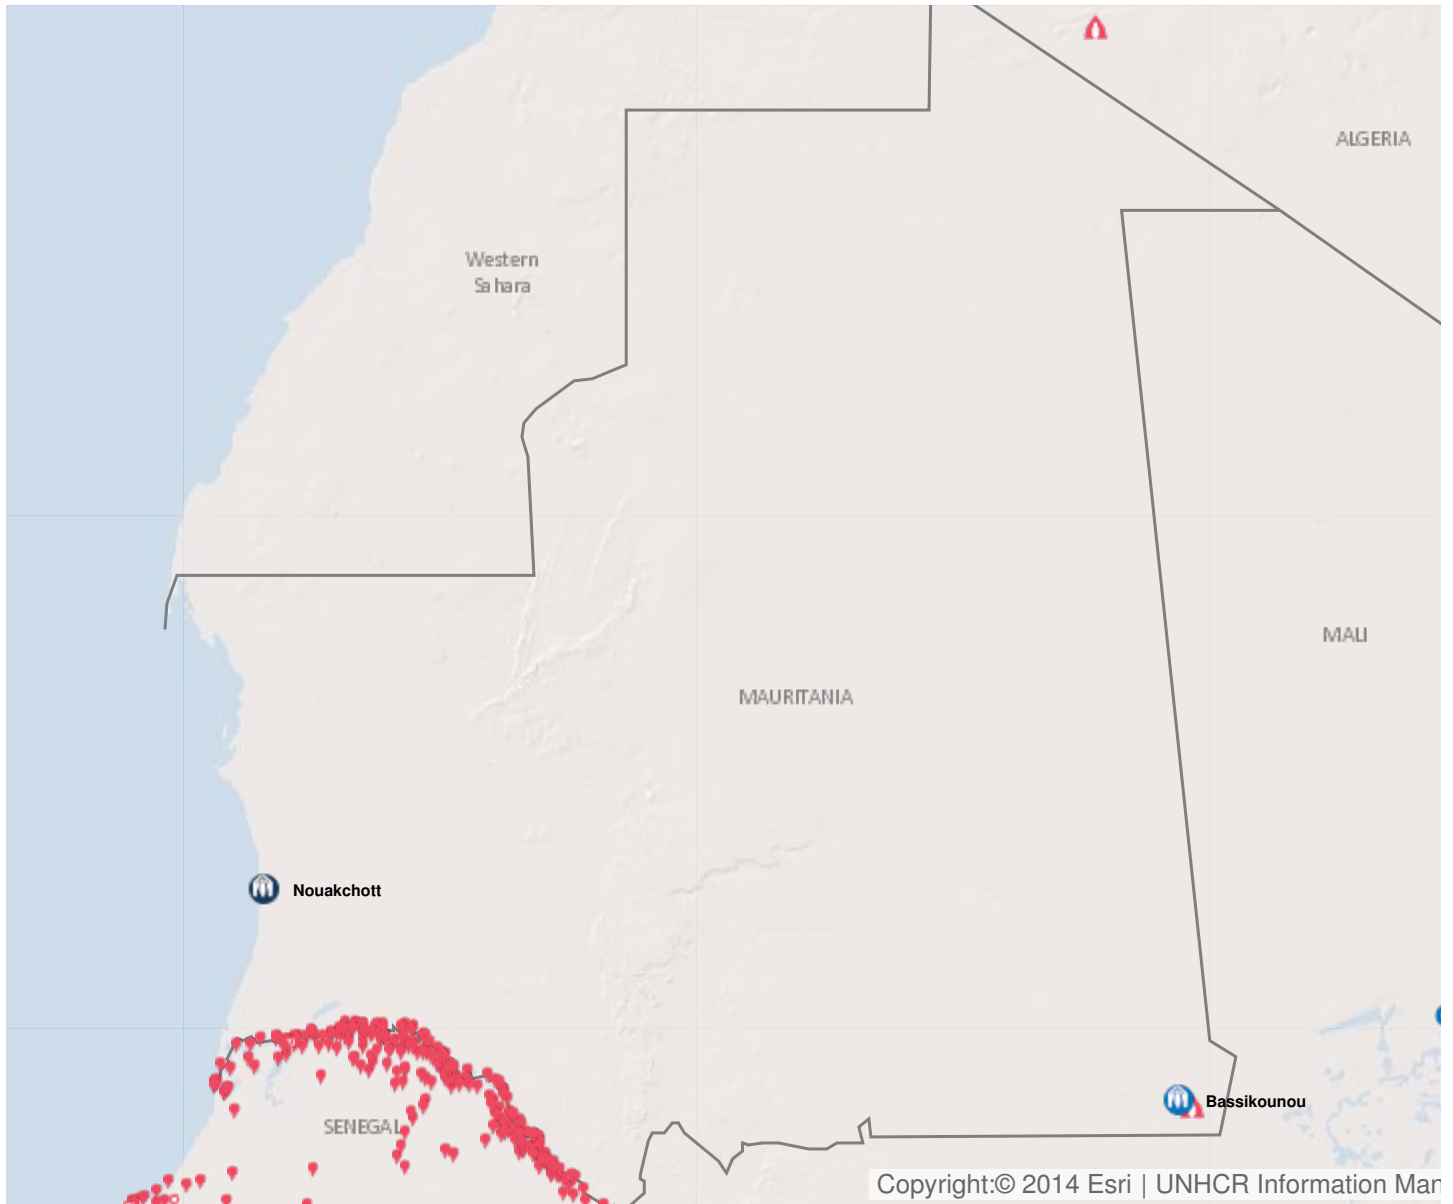 ALGERIA
Western
Sahara
MALI
MAURITANIA
Nouakchott
Bassikounou
SENEGAL
Copyright:© 2014 Esri | UNHCR Information Man